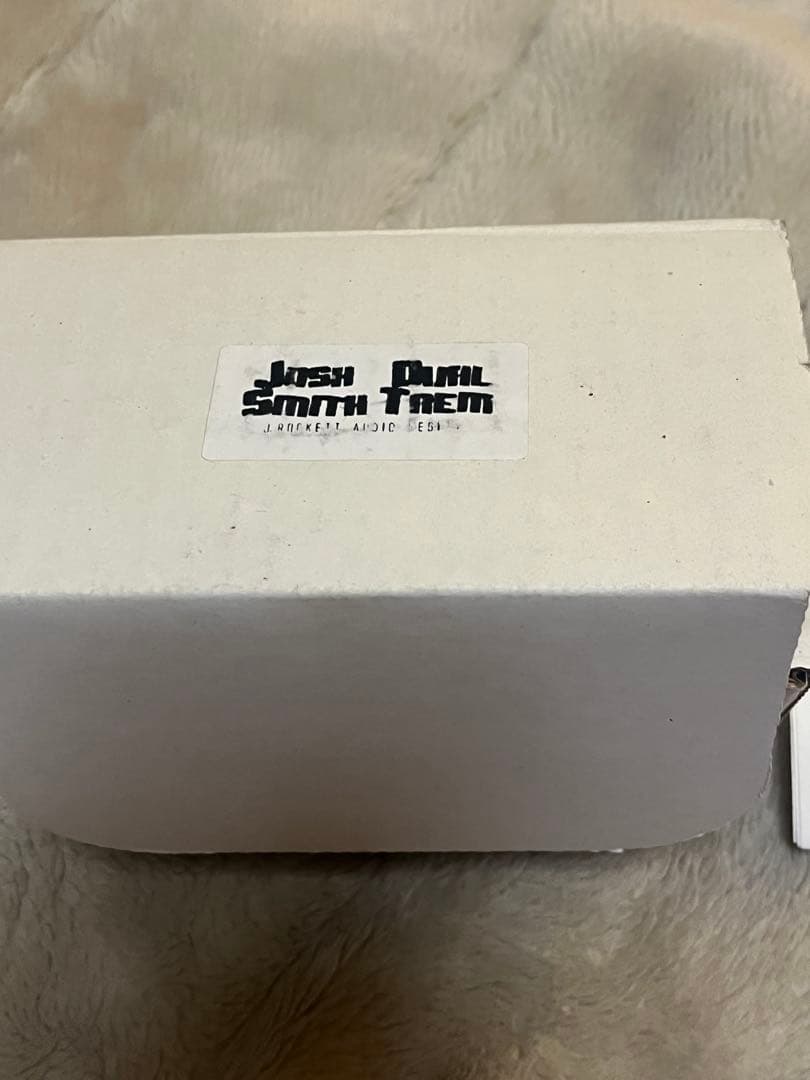 Josh Dual
Smith Trem
J. ROCKETT AUDIO